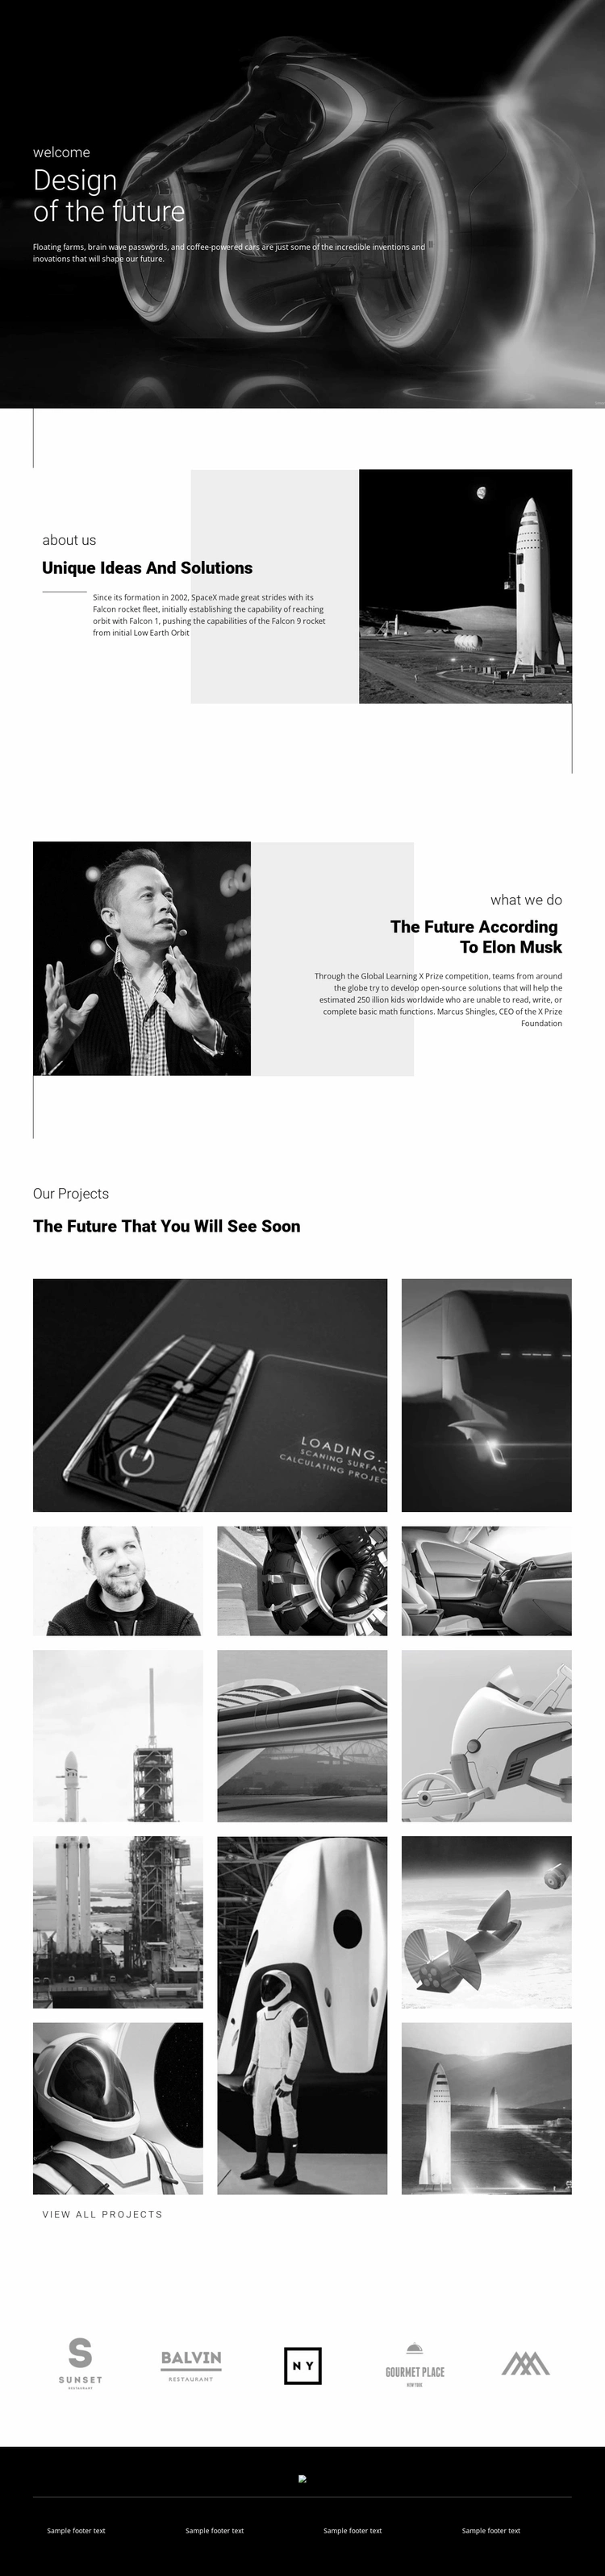 welcome
Design
of the future
Floating farms, brain wave passwords, and coffee-powered cars are just some of the incredible inventions and
inovations that will shape our future.
about us
Unique Ideas And Solutions
Since its formation in 2002, SpaceX made great strides with its
Falcon rocket fleet, initially establishing the capability of reaching
orbit with Falcon 1, pushing the capabilities of the Falcon 9 rocket
from initial Low Earth Orbit
what we do
The Future According
To Elon Musk
Through the Global Learning X Prize competition, teams from around
the globe try to develop open-source solutions that will help the
estimated 250 illion kids worldwide who are unable to read, write, or
complete basic math functions. Marcus Shingles, CEO of the X Prize
Foundation
Our Projects
The Future That You Will See Soon
LOADING..
SCANING SURFAC
CALCULATING PROJEC
VIEW ALL PROJECTS
S
SUNSET
RESTAURANT
BALVIN
RESTAURANT
N Y
GOURMET PLACE
NEW YORK
Sample footer text
Sample footer text
Sample footer text
Sample footer text